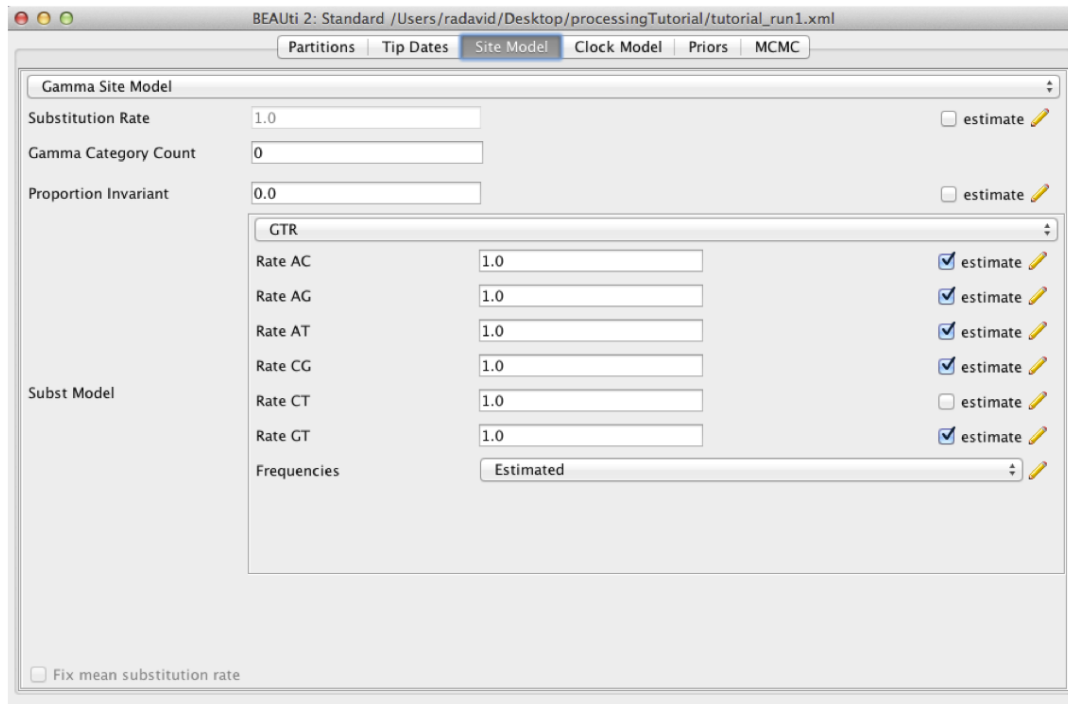 BEAUti 2: Standard /Users/radavid/Desktop/processingTutorial/tutorial_run1.xml
Partitions Tip Dates Site Model Clock Model Priors MCMC
Gamma Site Model
Substitution Rate 1.0 estimate
Gamma Category Count 0
Proportion Invariant 0.0 estimate
GTR
Rate AC 1.0 estimate
Rate AG 1.0 estimate
Rate AT 1.0 estimate
Rate CG 1.0 estimate
Subst Model
Rate CT 1.0 estimate
Rate GT 1.0 estimate
Frequencies Estimated
Fix mean substitution rate